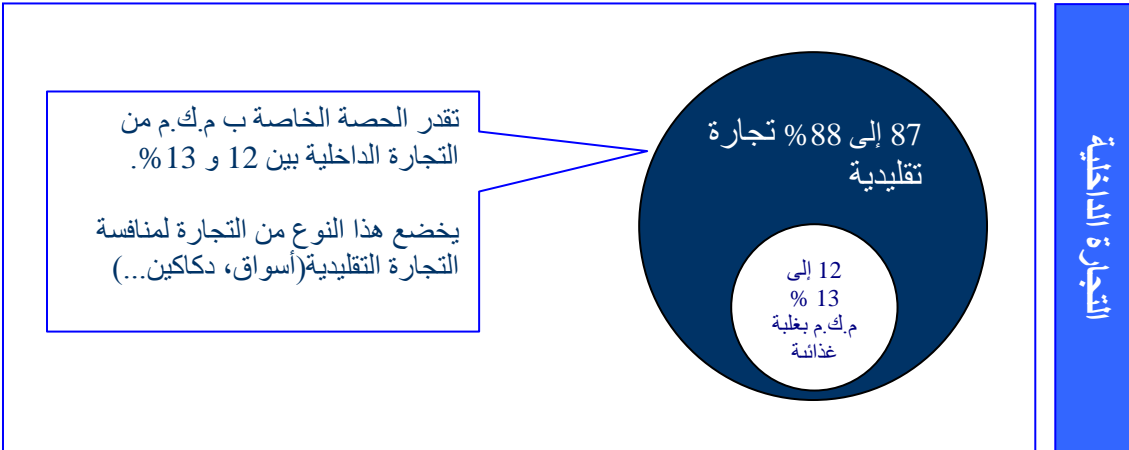 التجارة الداخلية
87 إلى 88% تجارة
تقليدية
12 إلى
13 %
م.ك.م بغلبة
غذائية
تقدر الحصة الخاصة ب م.ك.م من
التجارة الداخلية بين 12 و 13%.
يخضع هذا النوع من التجارة لمنافسة
التجارة التقليدية(أسواق، دكاكين...)